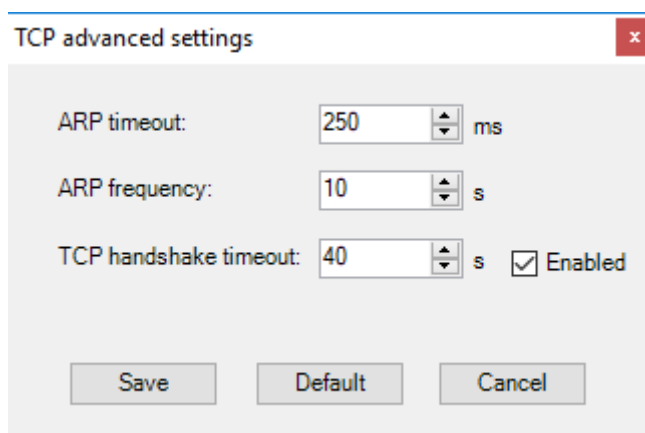 TCP advanced settings x
ARP timeout: 250 ms
ARP frequency: 10 s
TCP handshake timeout: 40 s Enabled
Save Default Cancel